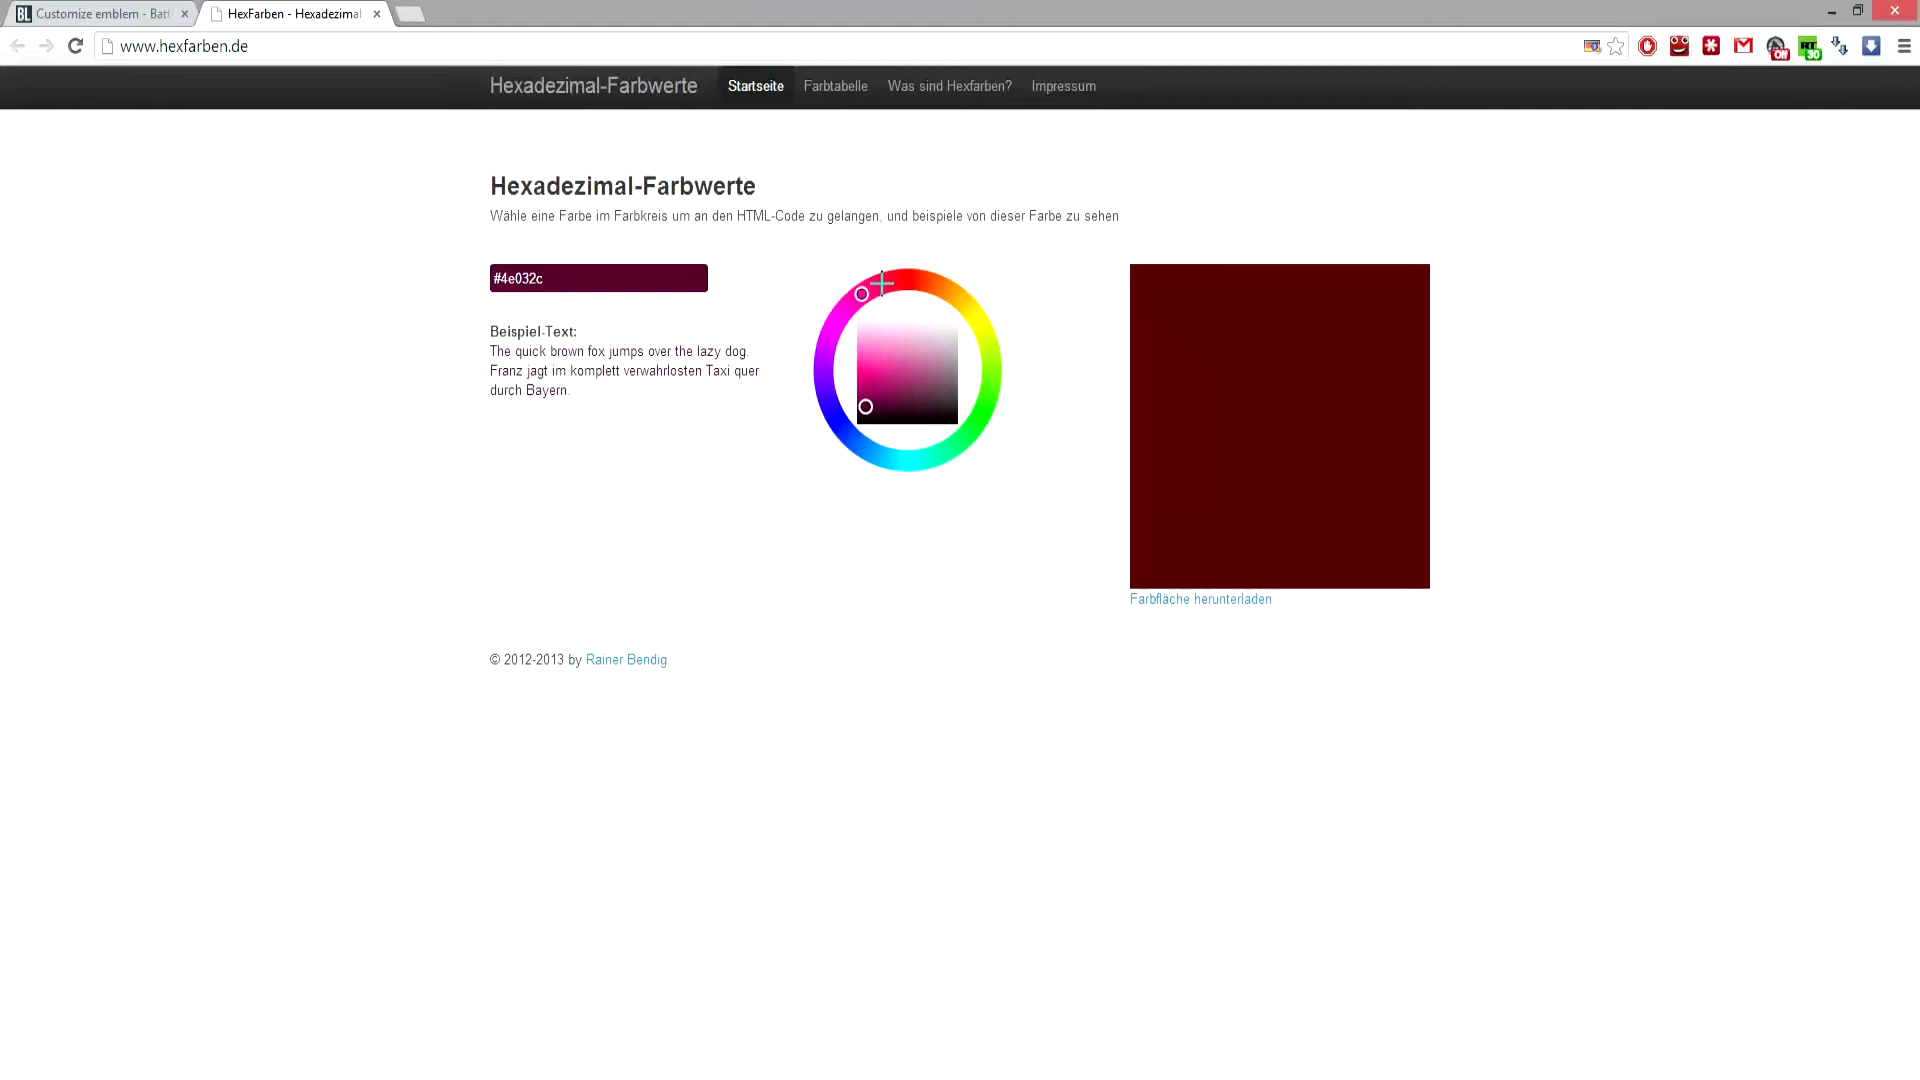 BL Customize emblem - Batt
HexFarben - Hexadezimal
www.hexfarben.de
Off
30
Hexadezimal-Farbwerte Startseite Farbtabelle Was sind Hexfarben? Impressum
Hexadezimal-Farbwerte
Wähle eine Farbe im Farbkreis um an den HTML-Code zu gelangen, und beispiele von dieser Farbe zu sehen
#4e032c
Beispiel-Text:
The quick brown fox jumps over the lazy dog.
Franz jagt im komplett verwahrlosten Taxi quer
durch Bayern.
Farbfläche herunterladen
© 2012-2013 by Rainer Bendig